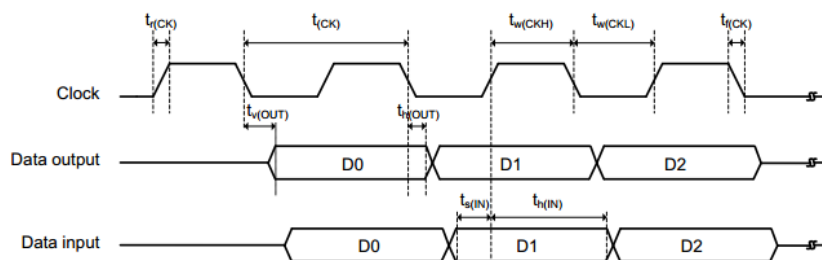 tr(CK) t(CK) tw(CKH) tw(CKL) tf(CK)
Clock
tv(OUT) th(OUT)
Data output D0 D1 D2
ts(IN) th(IN)
Data input D0 D1 D2